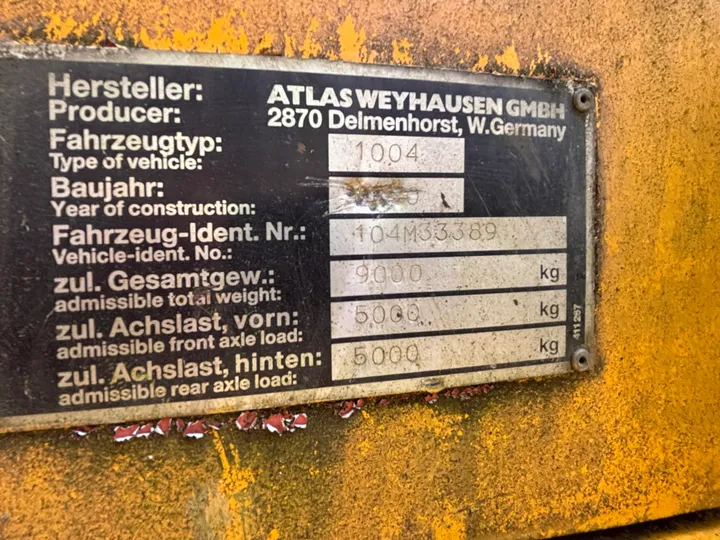 Hersteller:
Producer:
ATLAS WEYHAUSEN GMBH
2870 Delmenhorst, W.Germany
Fahrzeugtyp:
Type of vehicle:
1004
Baujahr:
Year of construction:
Fahrzeug-Ident. Nr.:
Vehicle-ident. No.:
104M33389
zul. Gesamtgew.:
admissible total weight:
9000 kg
zul. Achslast, vorn:
admissible front axle load:
5000 kg
zul. Achslast, hinten:
admissible rear axle load:
5000 kg
411257